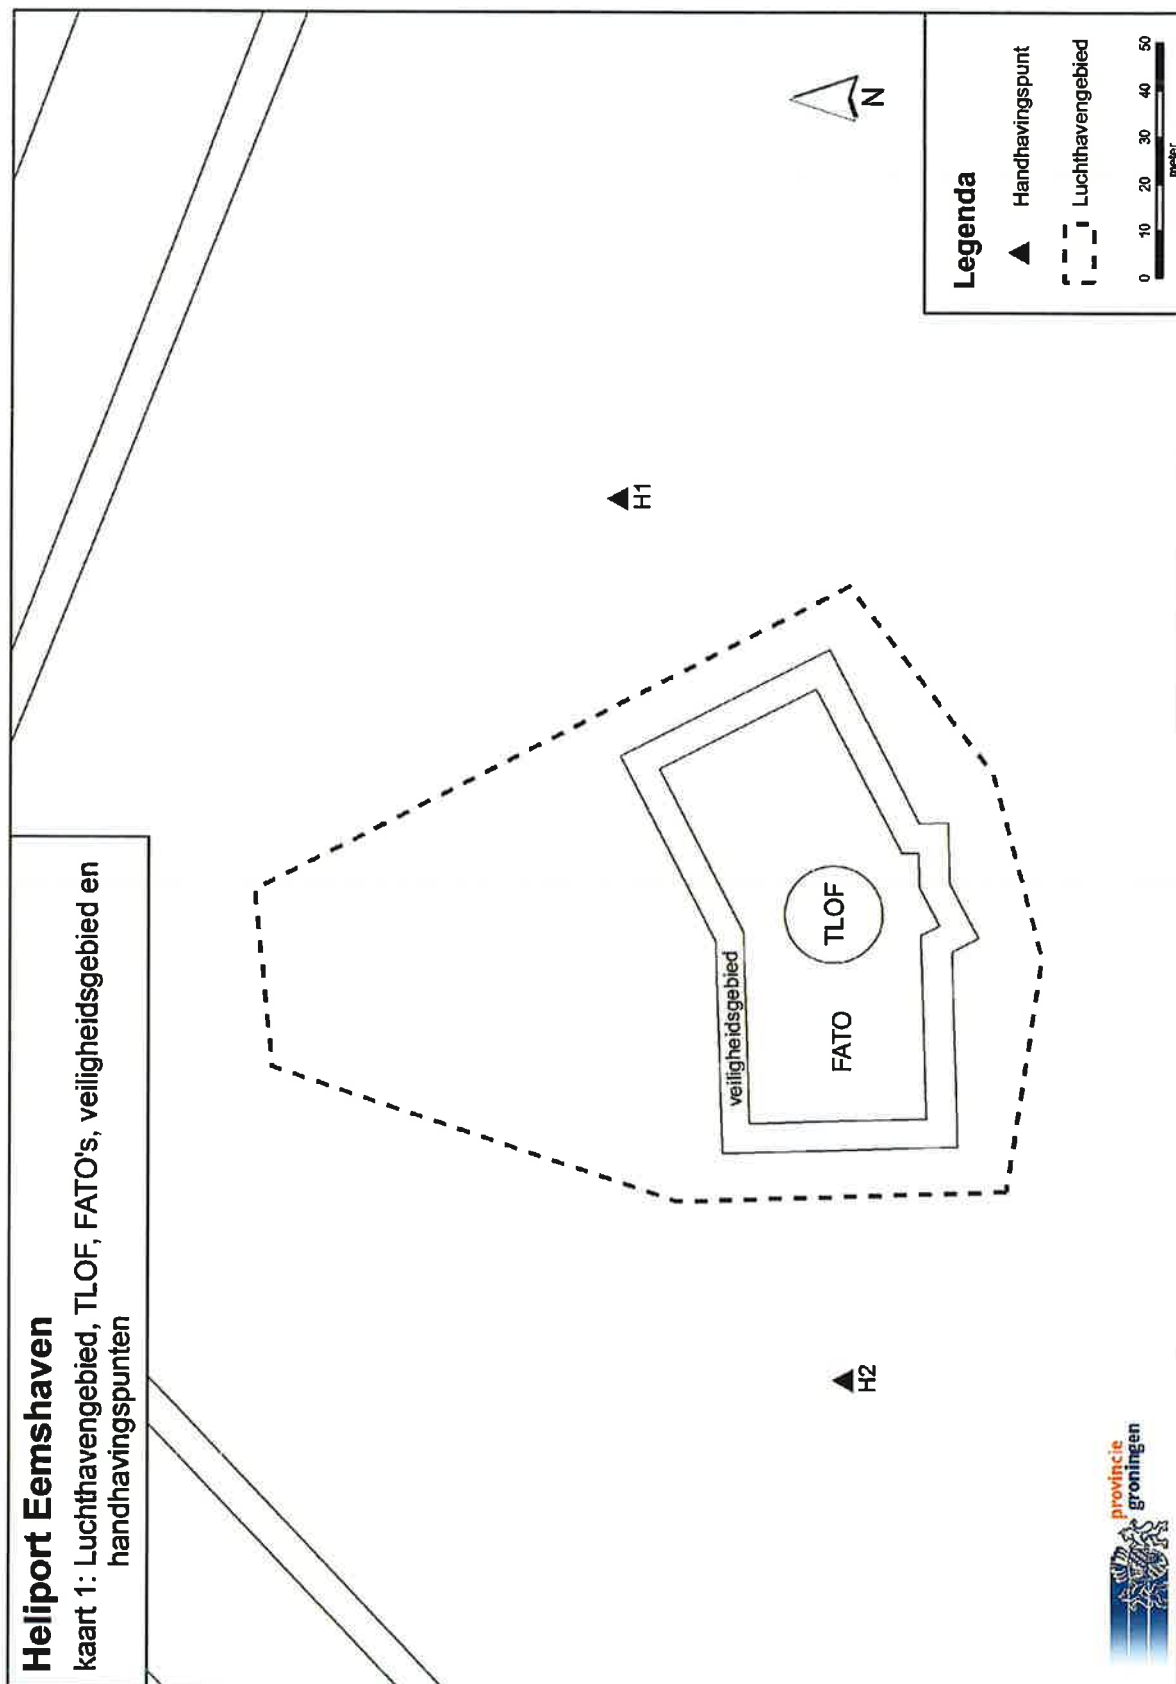 Heliport Eemshaven
kaart 1: Luchthavengebied, TLOF, FATO's, veiligheidsgebied en
handhavingspunten
veiligheidsgebied
FATO
TLOF
H1
H2
N
Legenda
Handhavingspunt
Luchthavengebied
0 10 20 30 40 50
meter
provincie
groningen